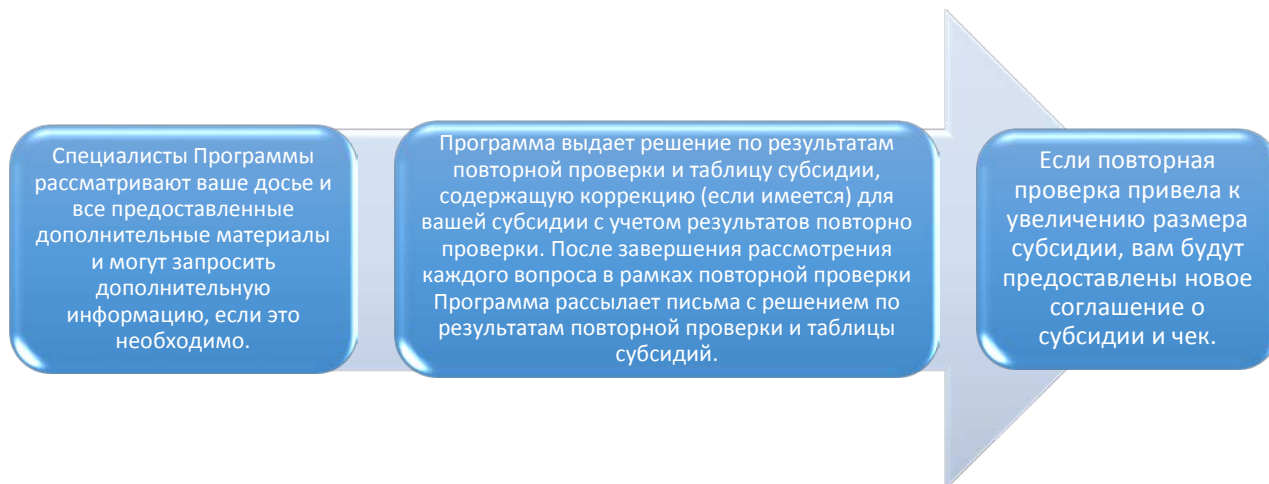 Специалисты Программы
рассматривают ваше досье и
все предоставленные
дополнительные материалы
и могут запросить
дополнительную
информацию, если это
необходимо.
Программа выдает решение по результатам
повторной проверки и таблицу субсидии,
содержащую коррекцию (если имеется) для
вашей субсидии с учетом результатов повторно
проверки. После завершения рассмотрения
каждого вопроса в рамках повторной проверки
Программа рассылает письма с решением по
результатам повторной проверки и таблицы
субсидий.
Если повторная
проверка привела к
увеличению размера
субсидии, вам будут
предоставлены новое
соглашение о
субсидии и чек.